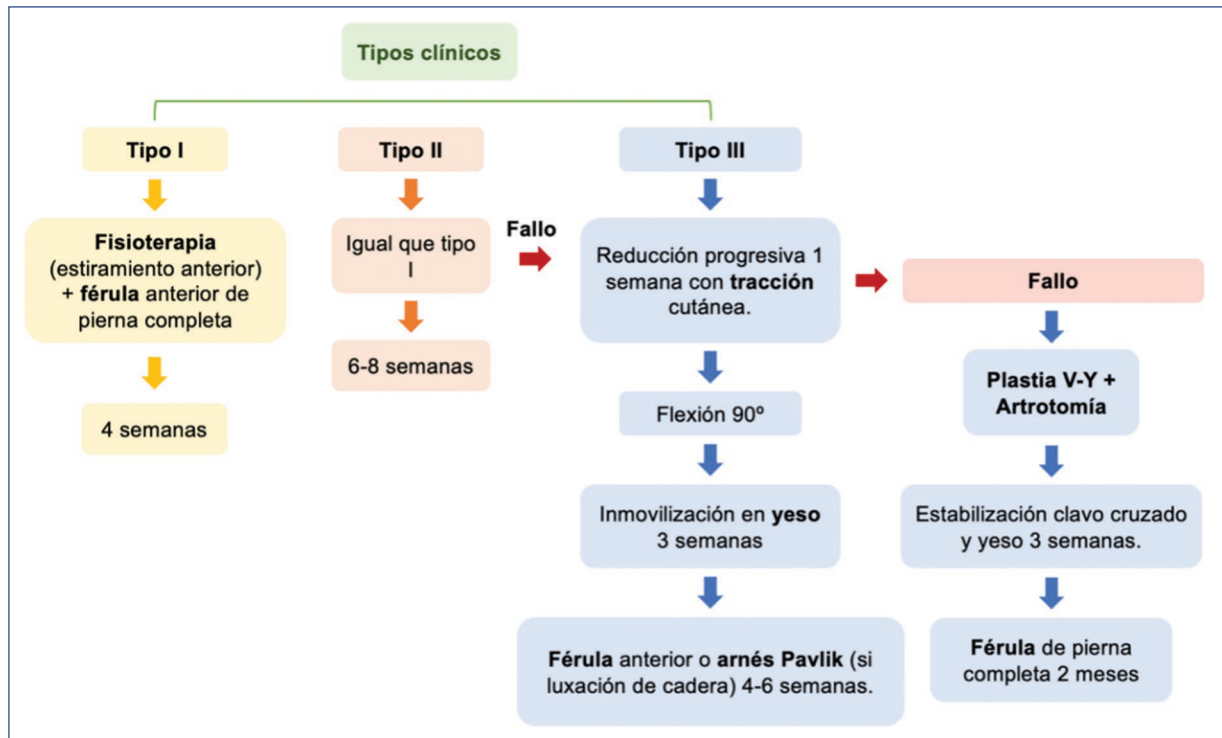 Tipos clínicos
Tipo I
Tipo II
Tipo III
Fisioterapia
(estiramiento anterior)
+ férula anterior de
pierna completa
Igual que tipo
I
Fallo
Reducción progresiva 1
semana con tracción
cutánea.
Fallo
4 semanas
6-8 semanas
Flexión 90º
Plastia V-Y +
Artrotomía
Inmovilización en yeso
3 semanas
Estabilización clavo cruzado
y yeso 3 semanas.
Férula anterior o arnés Pavlik (si
luxación de cadera) 4-6 semanas.
Férula de pierna
completa 2 meses